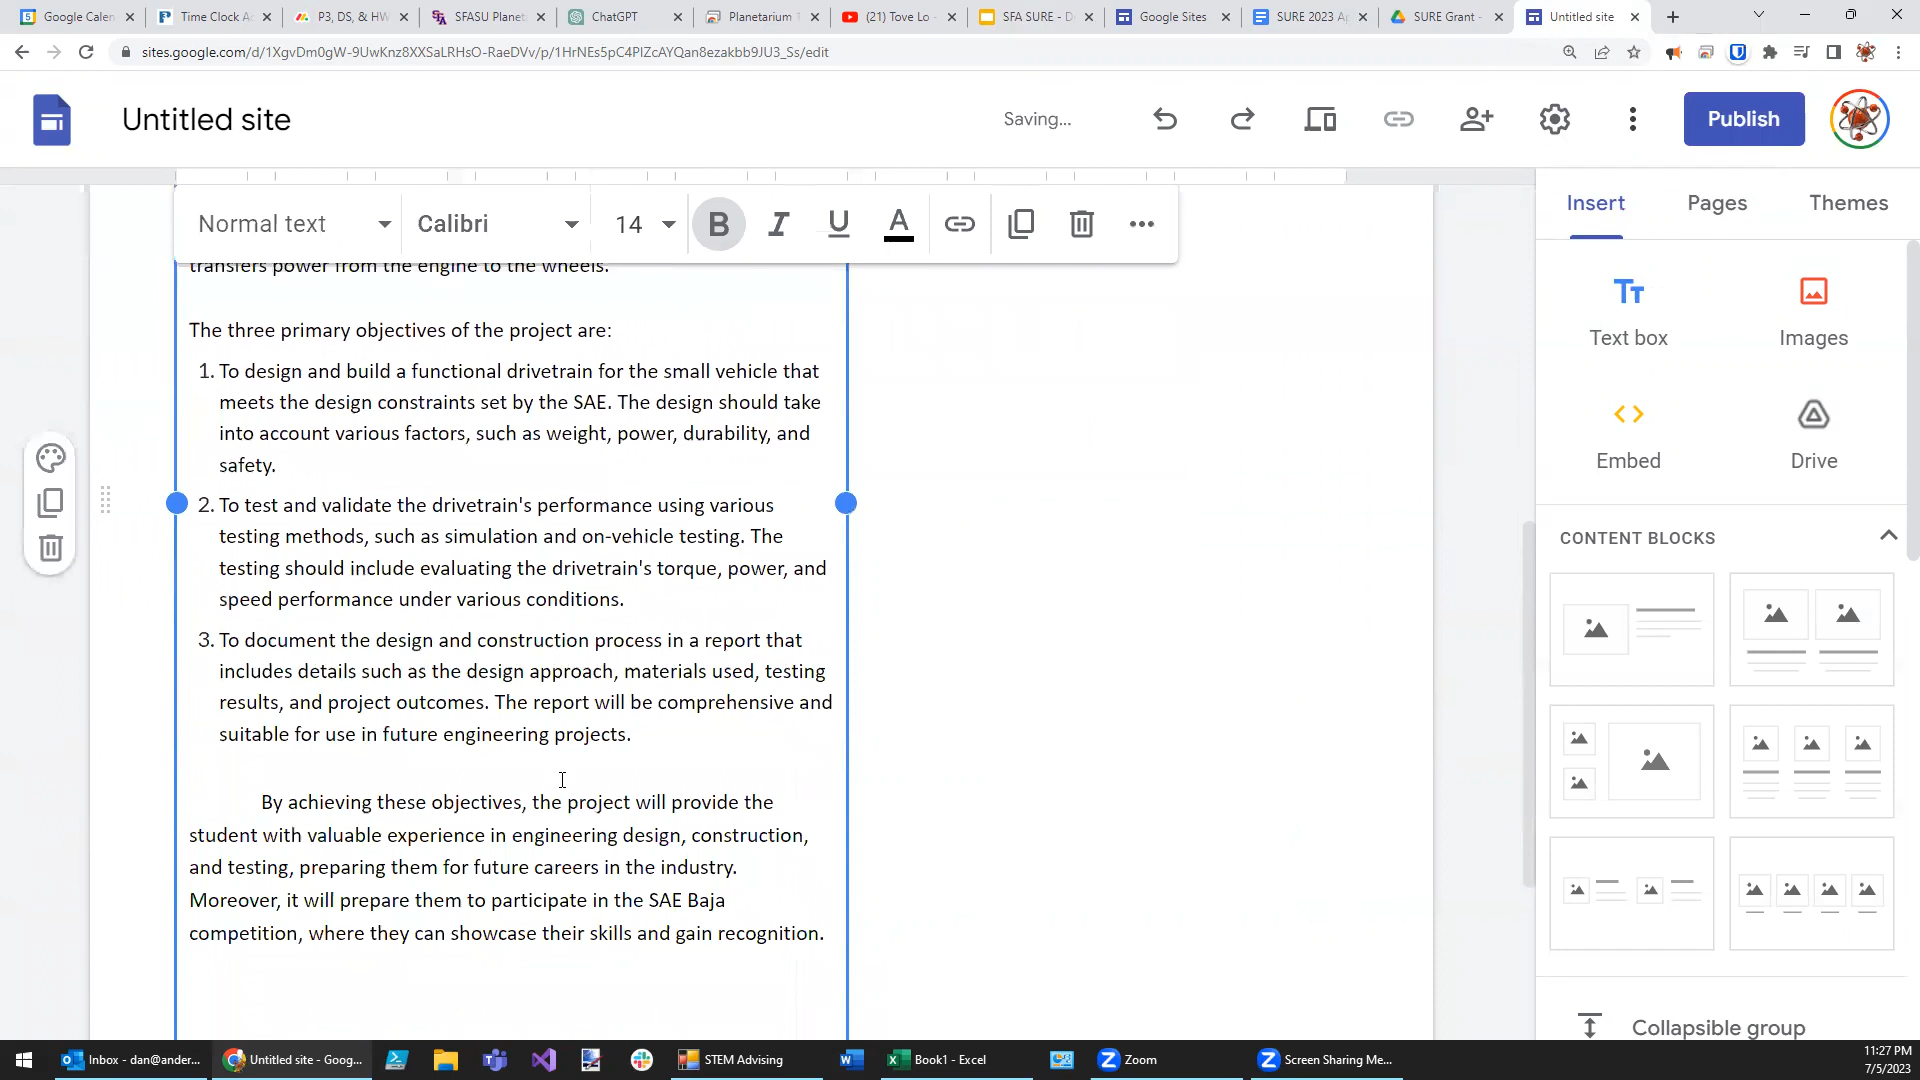 Google Calen
Time Clock A
P3, DS, & HW
SFASU Planet
ChatGPT
Planetarium T
(21) Tove Lo -
SFA SURE - D
Google Sites
SURE 2023 A
SURE Grant -
Untitled site
sites.google.com/d/1XgvDm0gW-9UwKnz8XXSaLRHsO-RaeDVv/p/1HrNEs5pC4PlZcAYQan8ezakbb9JU3_Ss/edit
Untitled site
Saving...
Publish
Normal text
Calibri
14
B
I
U
A
Insert
Pages
Themes
transfers power from the engine to the wheels.
The three primary objectives of the project are:
1. To design and build a functional drivetrain for the small vehicle that
meets the design constraints set by the SAE. The design should take
into account various factors, such as weight, power, durability, and
safety.
2. To test and validate the drivetrain's performance using various
testing methods, such as simulation and on-vehicle testing. The
testing should include evaluating the drivetrain's torque, power, and
speed performance under various conditions.
3. To document the design and construction process in a report that
includes details such as the design approach, materials used, testing
results, and project outcomes. The report will be comprehensive and
suitable for use in future engineering projects.
By achieving these objectives, the project will provide the
student with valuable experience in engineering design, construction,
and testing, preparing them for future careers in the industry.
Moreover, it will prepare them to participate in the SAE Baja
competition, where they can showcase their skills and gain recognition.
Text box
Images
Embed
Drive
CONTENT BLOCKS
Collapsible group
Inbox - dan@ander...
Untitled site - Goog...
STEM Advising
Book1 - Excel
Zoom
Screen Sharing Me...
11:27 PM
7/5/2023